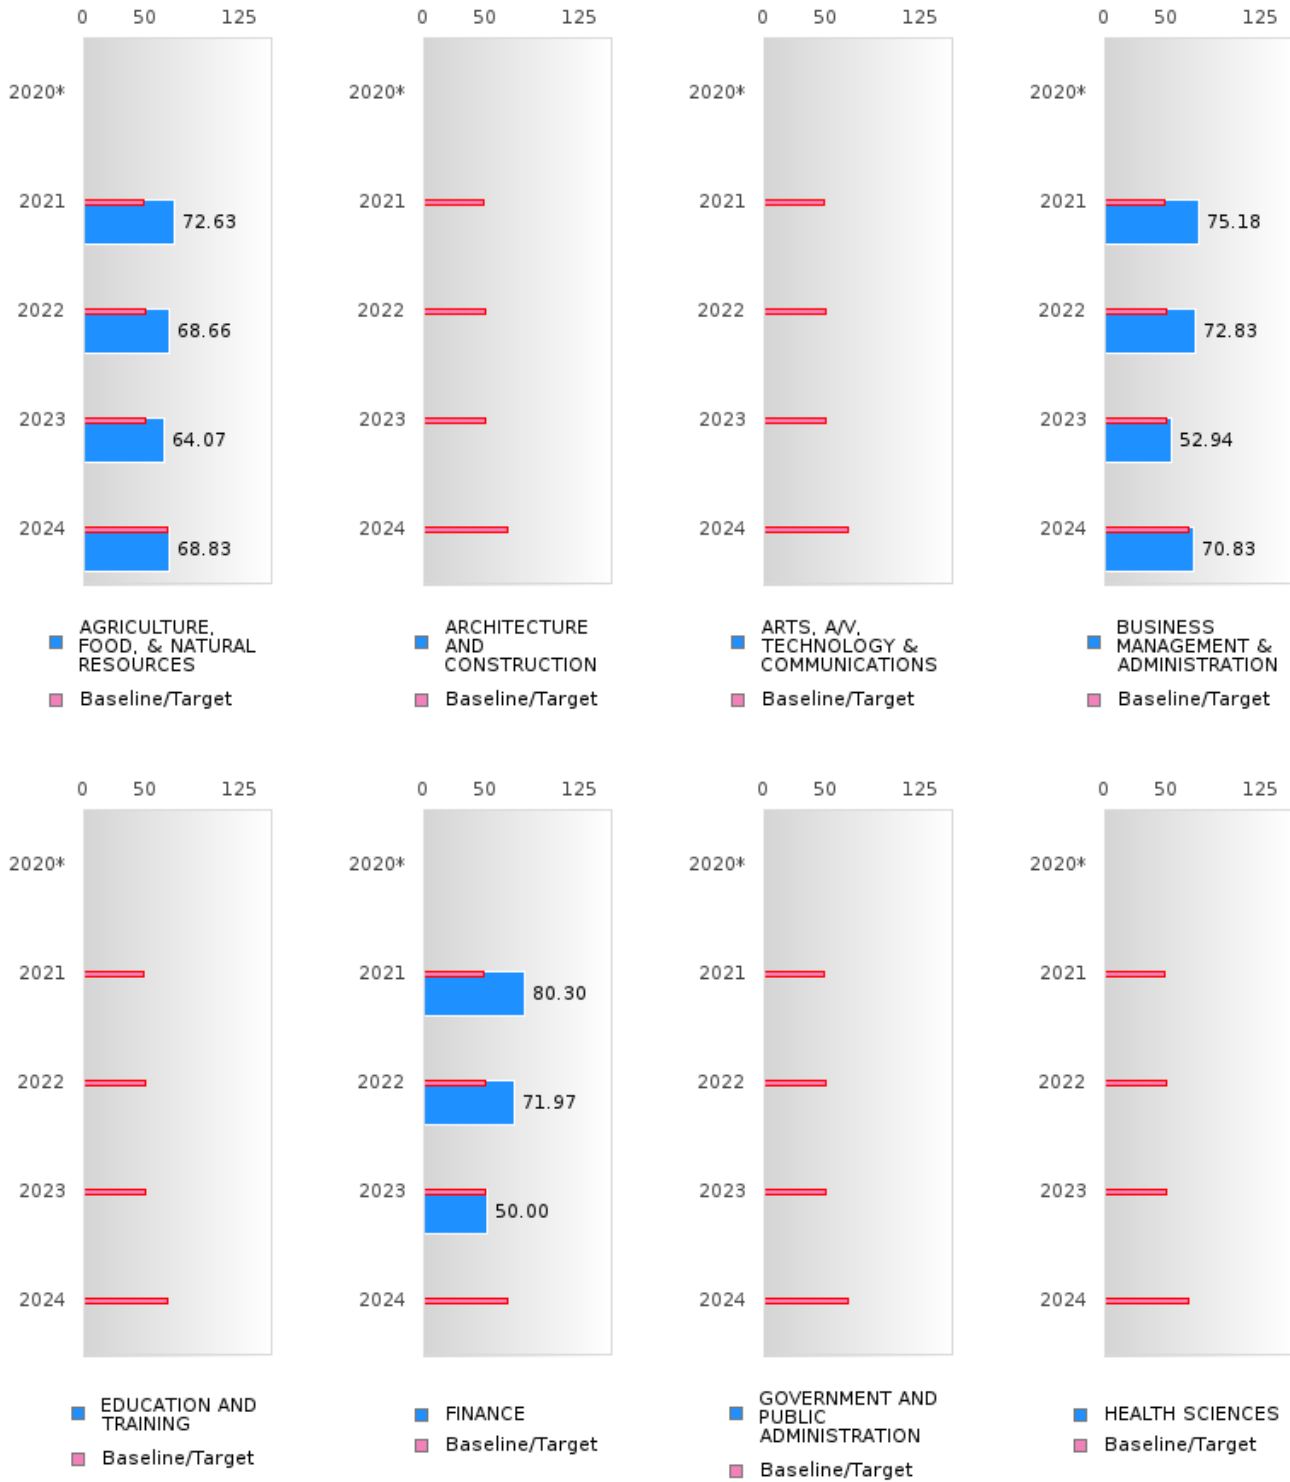 0 50 125
2020*
2021
72.63
2022
68.66
2023
64.07
2024
68.83
AGRICULTURE,
FOOD, & NATURAL
RESOURCES
Baseline/Target
0 50 125
2020*
2021
2022
2023
2024
ARCHITECTURE
AND
CONSTRUCTION
Baseline/Target
0 50 125
2020*
2021
2022
2023
2024
ARTS, A/V,
TECHNOLOGY &
COMMUNICATIONS
Baseline/Target
0 50 125
2020*
2021
75.18
2022
72.83
2023
52.94
2024
70.83
BUSINESS
MANAGEMENT &
ADMINISTRATION
Baseline/Target
0 50 125
2020*
2021
2022
2023
2024
EDUCATION AND
TRAINING
Baseline/Target
0 50 125
2020*
2021
80.30
2022
71.97
2023
50.00
2024
FINANCE
Baseline/Target
0 50 125
2020*
2021
2022
2023
2024
GOVERNMENT AND
PUBLIC
ADMINISTRATION
Baseline/Target
0 50 125
2020*
2021
2022
2023
2024
HEALTH SCIENCES
Baseline/Target